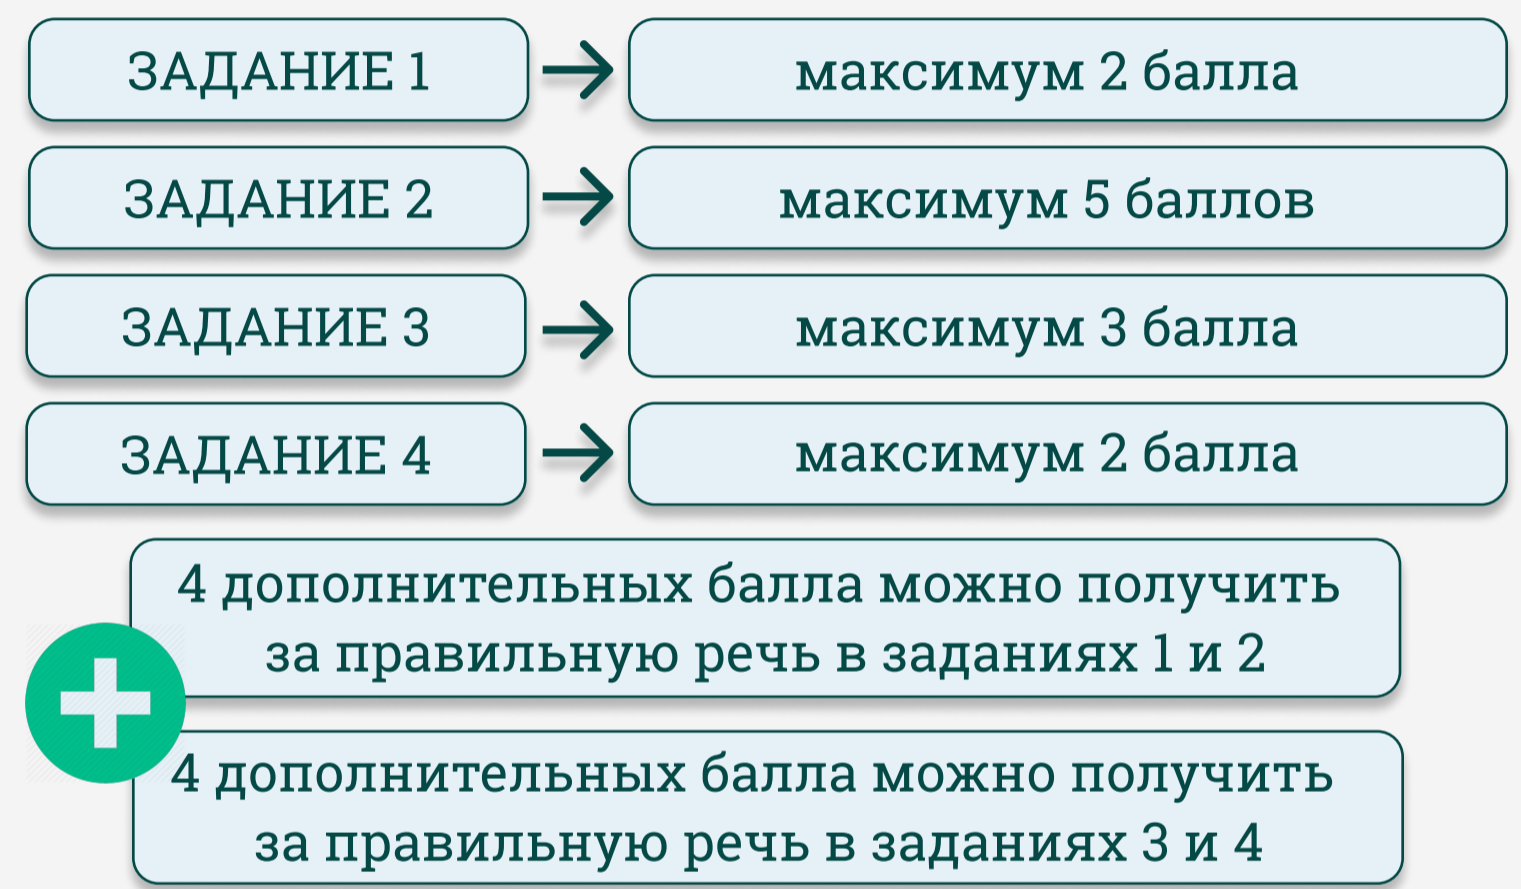 ЗАДАНИЕ 1
максимум 2 балла
ЗАДАНИЕ 2
максимум 5 баллов
ЗАДАНИЕ 3
максимум 3 балла
ЗАДАНИЕ 4
максимум 2 балла
4 дополнительных балла можно получить
за правильную речь в заданиях 1 и 2
4 дополнительных балла можно получить
за правильную речь в заданиях 3 и 4